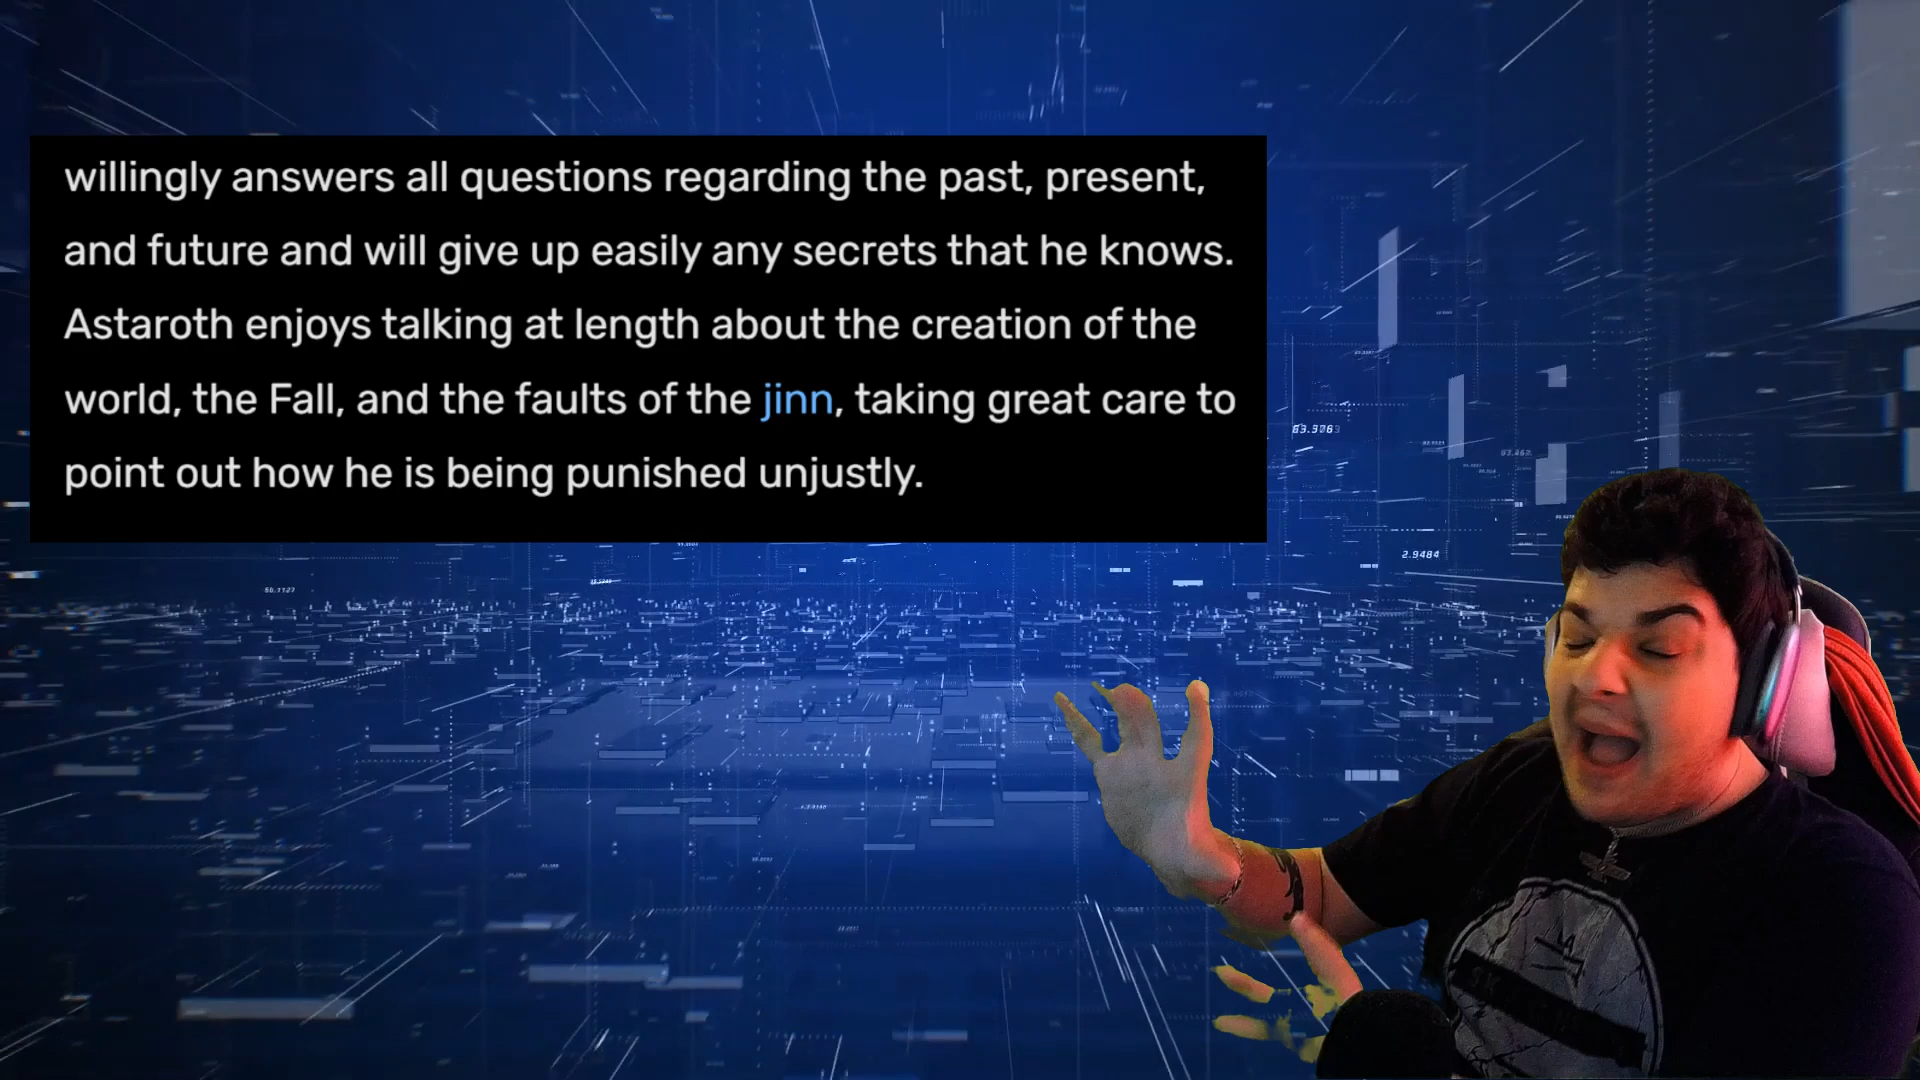 willingly answers all questions regarding the past, present,
and future and will give up easily any secrets that he knows.
Astaroth enjoys talking at length about the creation of the
world, the Fall, and the faults of the jinn, taking great care to
point out how he is being punished unjustly.
2.9484